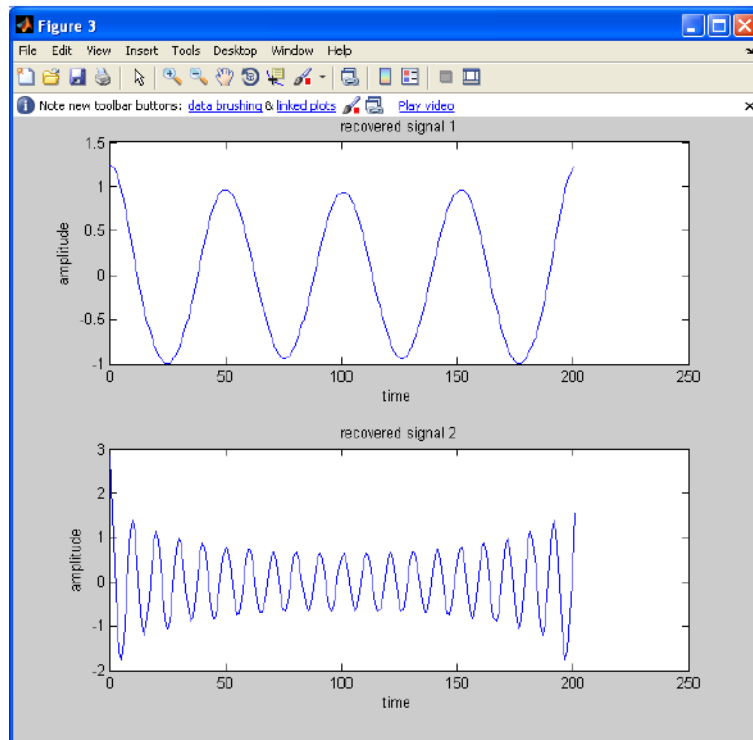 Figure 3
File Edit View Insert Tools Desktop Window Help
Note new toolbar buttons: data brushing & linked plots Play video
recovered signal 1
1.5
1
0.5
0
-0.5
-1
amplitude
0 50 100 150 200 250
time
recovered signal 2
3
2
1
0
-1
-2
amplitude
0 50 100 150 200 250
time